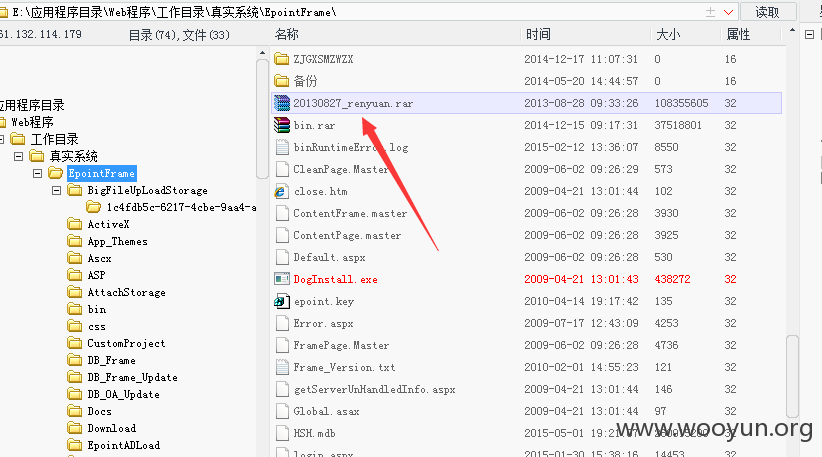 E:\应用程序目录\Web程序\工作目录\真实系统\EpointFrame\
读取
61.132.114.179
目录(74),文件(33)
名称 时间 大小 属性
应用程序目录
Web程序
工作目录
真实系统
EpointFrame
BigFileUpLoadStorage
1c4fdb5c-6217-4cbe-9aa4-a
ActiveX
App_Themes
Ascx
ASP
AttachStorage
bin
css
CustomProject
DB_Frame
DB_Frame_Update
DB_OA_Update
Docs
Download
EpointADLoad
ZJGXSMZWZX 2014-12-17 11:07:31 0 16
备份 2014-05-20 14:44:57 0 16
20130827_renyuan.rar 2013-08-28 09:33:26 108355605 32
bin.rar 2014-12-15 09:17:31 37518801 32
binRuntimeError.log 2015-02-12 13:36:07 8550 32
CleanPage.Master 2009-06-02 09:26:29 573 32
close.htm 2009-04-21 13:01:44 102 32
ContentFrame.master 2009-06-02 09:26:28 3930 32
ContentPage.master 2009-06-02 09:26:28 3925 32
Default.aspx 2009-06-02 09:26:28 530 32
DogInstall.exe 2009-04-21 13:01:43 438272 32
epoint.key 2010-04-14 19:17:42 135 32
Error.aspx 2009-07-17 12:43:09 4253 32
FramePage.Master 2009-06-02 09:26:28 4736 32
Frame_Version.txt 2010-02-01 14:55:23 121 32
getServerUnHandledInfo.aspx 2009-04-21 13:01:44 146 32
Global.asax 2009-04-21 13:01:44 97 32
HSH.mdb 2015-05-01 19:21:
login.aspx 2009-05-30 15:38:16 14453 32
www.wooyun.org